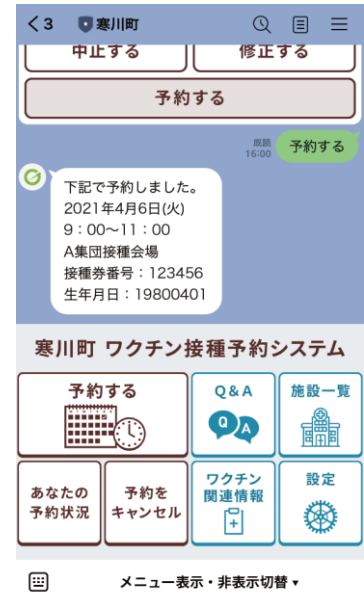 3 寒川町
中止する 修正する
予約する
既読
16:00
予約する
下記で予約しました。
2021年4月6日(火)
9：00〜11：00
A集団接種会場
接種券番号：123456
生年月日：19800401
寒川町 ワクチン接種予約システム
予約する
Q&A
Q A
施設一覧
あなたの
予約状況
予約を
キャンセル
ワクチン
関連情報
設定
メニュー表示・非表示切替▼